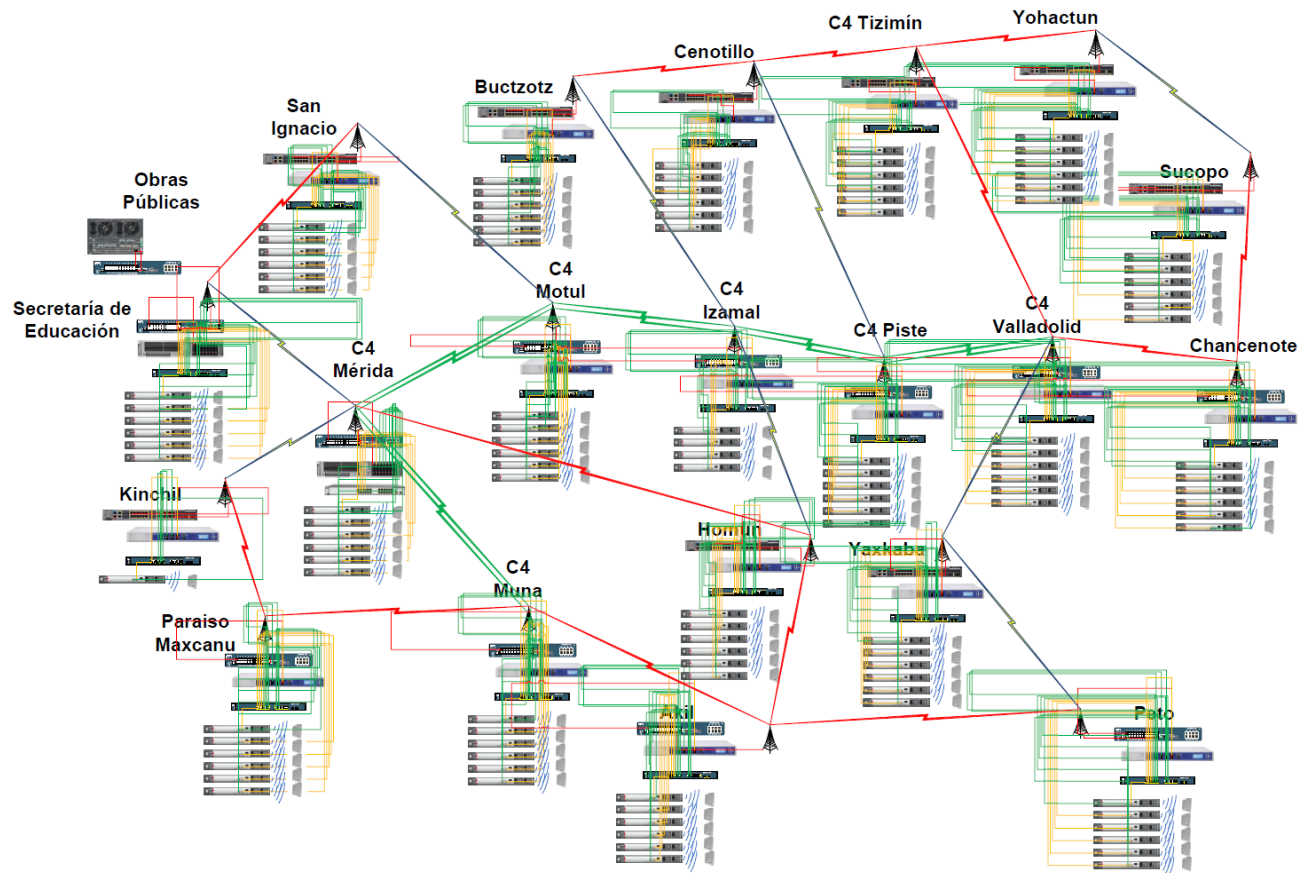 Yohactun
C4 Tizimín
Cenotillo
Buctzotz
San
Ignacio
Sucopo
Obras
Públicas
C4
Motul
C4
Izamal
Secretaría de
Educación
C4 Piste
C4
Valladolid
Chancenote
C4
Mérida
Kinchil
Homun
Yaxkaba
C4
Muna
Paraiso
Maxcanu
Akil
Peto